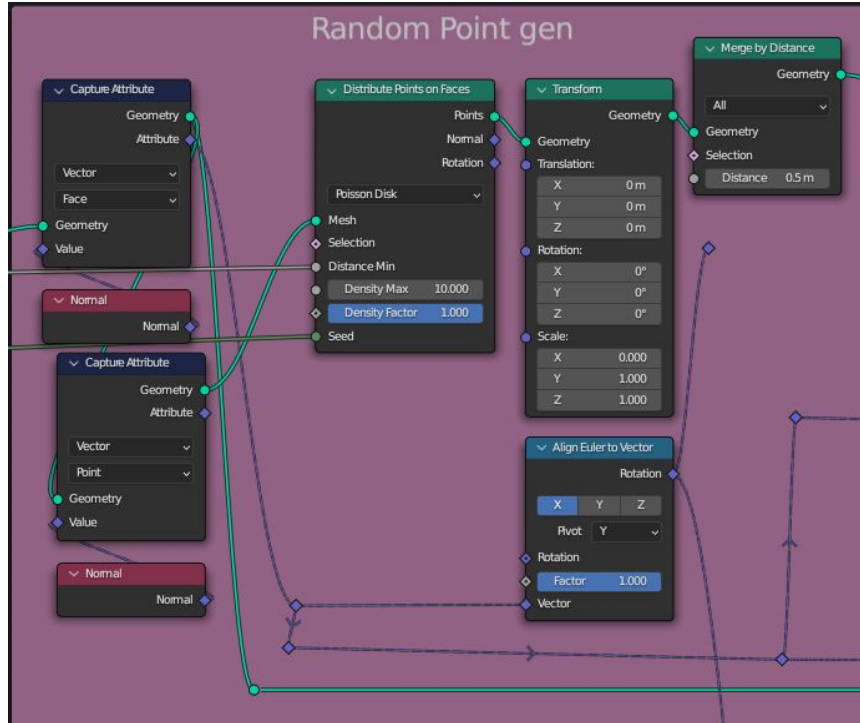 Random Point gen
Capture Attribute
Geometry
Attribute
Vector
Face
Geometry
Value
Normal
Normal
Capture Attribute
Geometry
Attribute
Vector
Point
Geometry
Value
Normal
Normal
Distribute Points on Faces
Points
Normal
Rotation
Poisson Disk
Mesh
Selection
Distance Min
Density Max 10.000
Density Factor 1.000
Seed
Transform
Geometry
Geometry
Translation:
X 0 m
Y 0 m
Z 0 m
Rotation:
X 0°
Y 0°
Z 0°
Scale:
X 0.000
Y 1.000
Z 1.000
Align Euler to Vector
Rotation
X Y Z
Pivot Y
Rotation
Factor 1.000
Vector
Merge by Distance
Geometry
All
Geometry
Selection
Distance 0.5 m